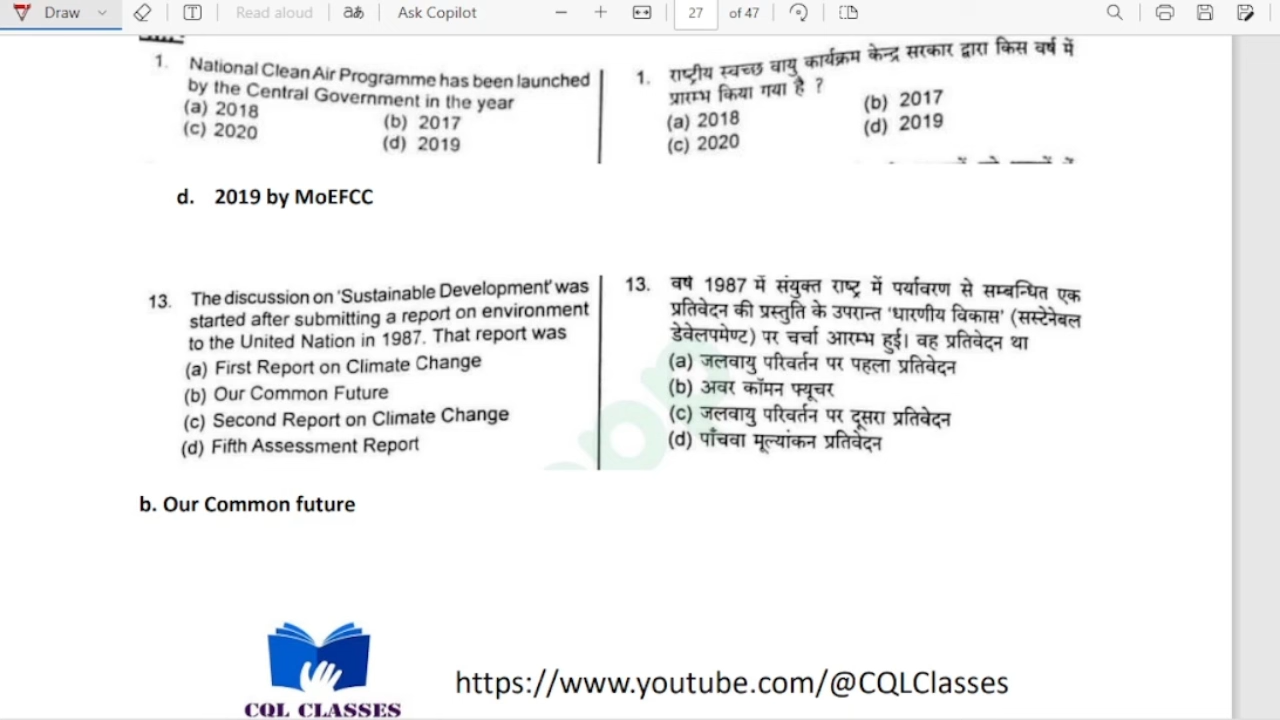 Draw
Read aloud
Ask Copilot
27 of 47
1. National Clean Air Programme has been launched
by the Central Government in the year
(a) 2018
(b) 2017
(c) 2020
(d) 2019
1. राष्ट्रीय स्वच्छ वायु कार्यक्रम केन्द्र सरकार द्वारा किस वर्ष में
प्रारम्भ किया गया है ?
(a) 2018
(b) 2017
(c) 2020
(d) 2019
d. 2019 by MoEFCC
13. The discussion on 'Sustainable Development' was
started after submitting a report on environment
to the United Nation in 1987. That report was
(a) First Report on Climate Change
(b) Our Common Future
(c) Second Report on Climate Change
(d) Fifth Assessment Report
13. वर्ष 1987 में संयुक्त राष्ट्र में पर्यावरण से सम्बन्धित एक
प्रतिवेदन की प्रस्तुति के उपरान्त 'धारणीय विकास' (सस्टेनेबल
डेवेलपमेण्ट) पर चर्चा आरम्भ हुई। वह प्रतिवेदन था
(a) जलवायु परिवर्तन पर पहला प्रतिवेदन
(b) अवर कॉमन फ्यूचर
(c) जलवायु परिवर्तन पर दूसरा प्रतिवेदन
(d) पाँचवा मूल्यांकन प्रतिवेदन
b. Our Common future
CQL CLASSES
https://www.youtube.com/@CQLClasses